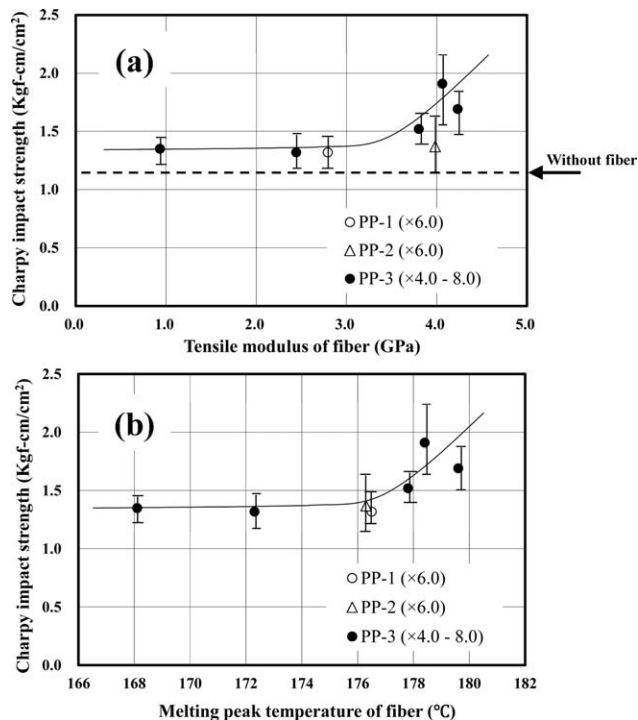 2.5
2.0
1.5
1.0
0.5
0.0
Charpy impact strength (Kgf-cm/cm²)
(a)
Without fiber
PP-1 (×6.0)
PP-2 (×6.0)
PP-3 (×4.0 - 8.0)
0.0 1.0 2.0 3.0 4.0 5.0
Tensile modulus of fiber (GPa)
2.5
2.0
1.5
1.0
0.5
0.0
Charpy impact strength (Kgf-cm/cm²)
(b)
PP-1 (×6.0)
PP-2 (×6.0)
PP-3 (×4.0 - 8.0)
166 168 170 172 174 176 178 180 182
Melting peak temperature of fiber (℃)